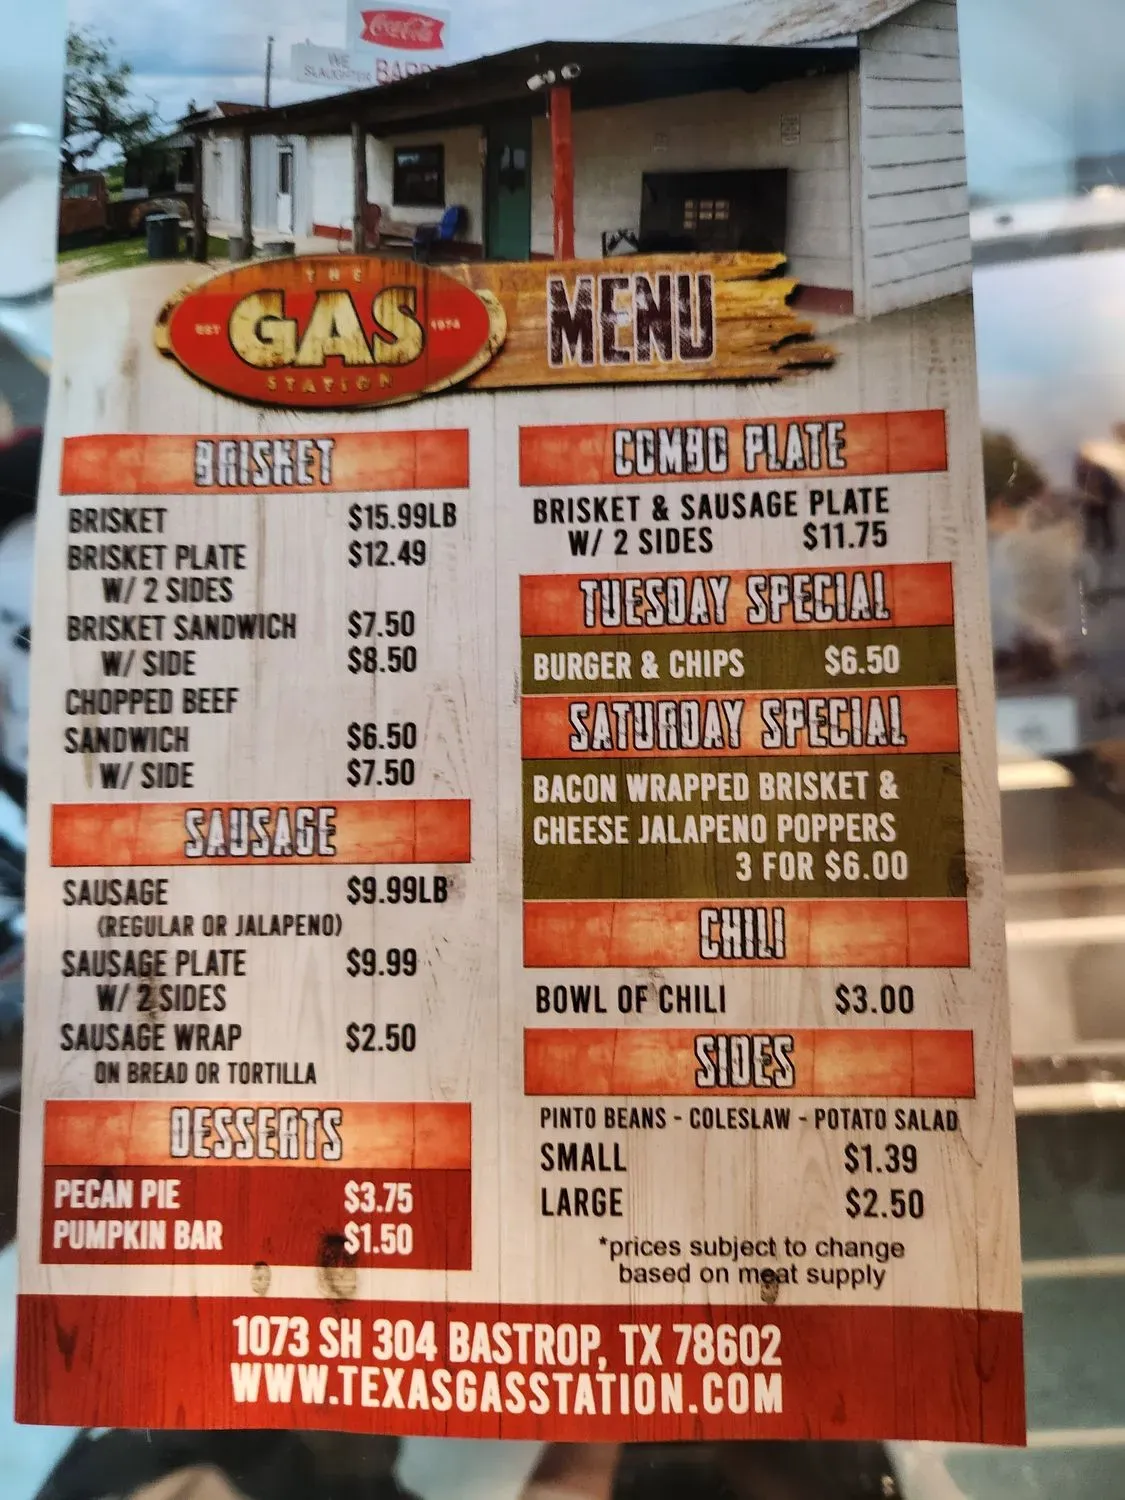 Coca-Cola
WE
SLAUGHTER
THE
EST GAS 1974
STATION
MENU
BRISKET
BRISKET $15.99LB
BRISKET PLATE $12.49
W/ 2 SIDES
BRISKET SANDWICH $7.50
W/ SIDE $8.50
CHOPPED BEEF
SANDWICH $6.50
W/ SIDE $7.50
SAUSAGE
SAUSAGE $9.99LB
(REGULAR OR JALAPENO)
SAUSAGE PLATE $9.99
W/ 2 SIDES
SAUSAGE WRAP $2.50
ON BREAD OR TORTILLA
DESSERTS
PECAN PIE $3.75
PUMPKIN BAR $1.50
COMBO PLATE
BRISKET & SAUSAGE PLATE
W/ 2 SIDES $11.75
TUESDAY SPECIAL
BURGER & CHIPS $6.50
SATURDAY SPECIAL
BACON WRAPPED BRISKET &
CHEESE JALAPENO POPPERS
3 FOR $6.00
CHILI
BOWL OF CHILI $3.00
SIDES
PINTO BEANS - COLESLAW - POTATO SALAD
SMALL $1.39
LARGE $2.50
*prices subject to change
based on meat supply
1073 SH 304 BASTROP, TX 78602
WWW.TEXASGASSTATION.COM